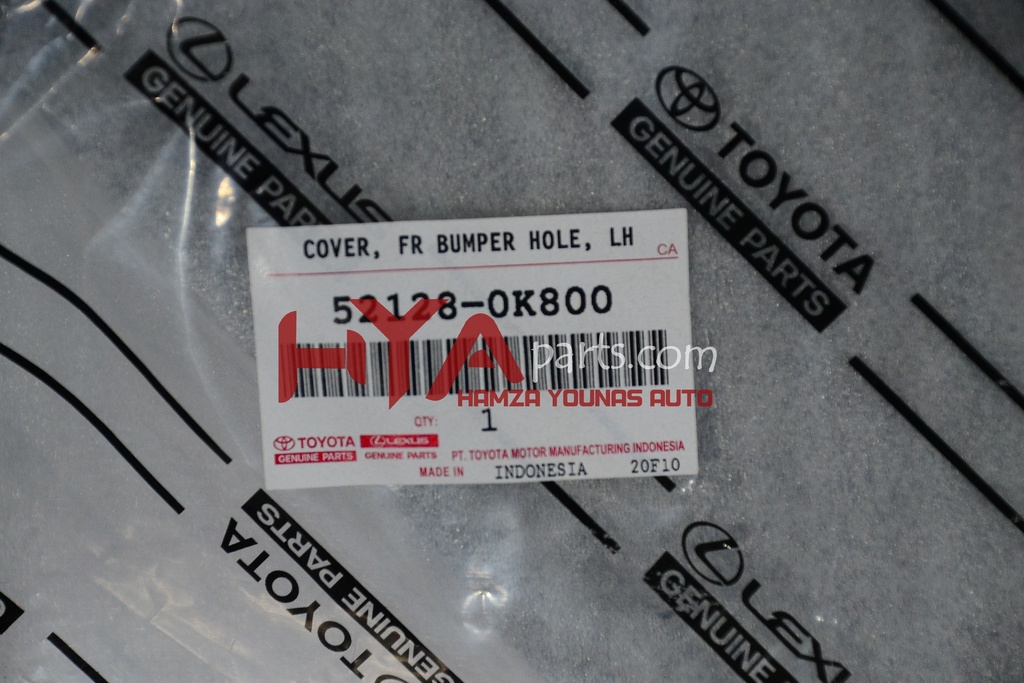 LEXUS
GENUINE PARTS
TOYOTA
GENUINE PARTS
COVER, FR BUMPER HOLE, LH
CA
52128-0K800
HYA parts.com
HAMZA YOUNAS AUTO
QTY: 1
TOYOTA LEXUS
GENUINE PARTS GENUINE PARTS
PT. TOYOTA MOTOR MANUFACTURING INDONESIA
MADE IN INDONESIA 20F10
GENUINE PARTS
TOYOTA
LEXUS
GENUINE PARTS